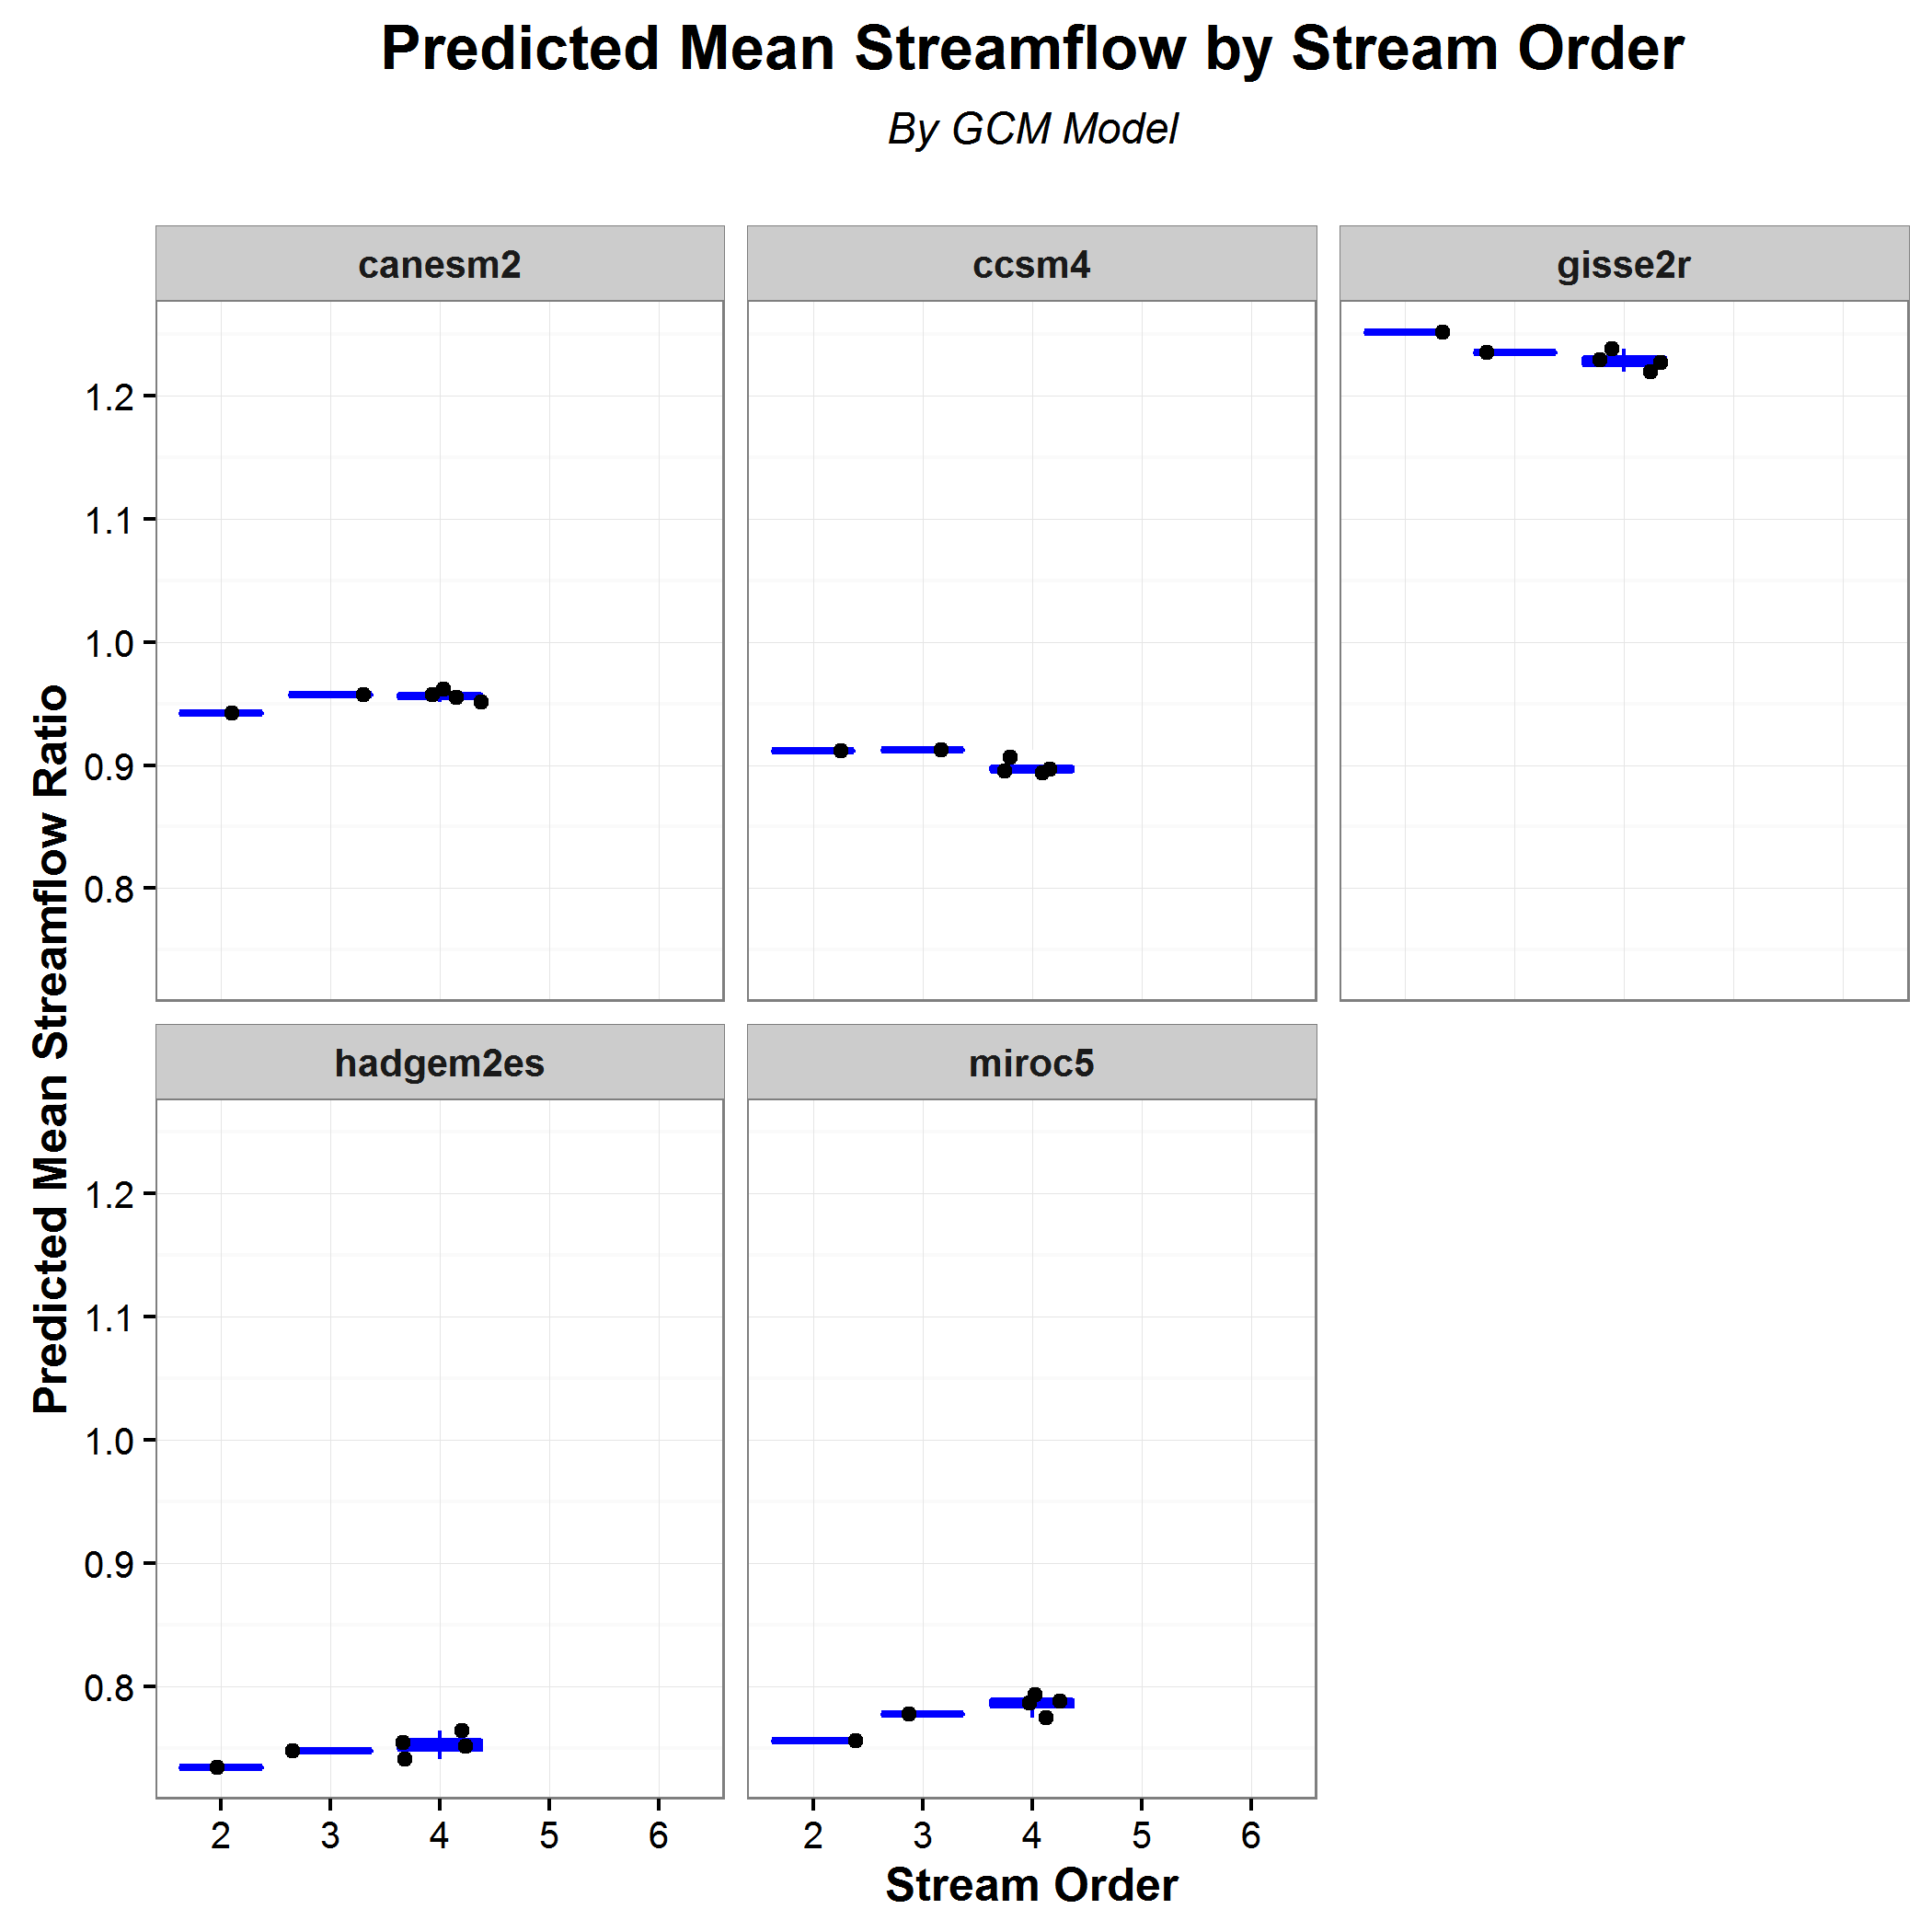 Predicted Mean Streamflow by Stream Order
By GCM Model
canesm2
ccsm4
gisse2r
1.2
1.1
1.0
0.9
0.8
Predicted Mean Streamflow Ratio
hadgem2es
miroc5
1.2
1.1
1.0
0.9
0.8
2 3 4 5 6
2 3 4 5 6
Stream Order